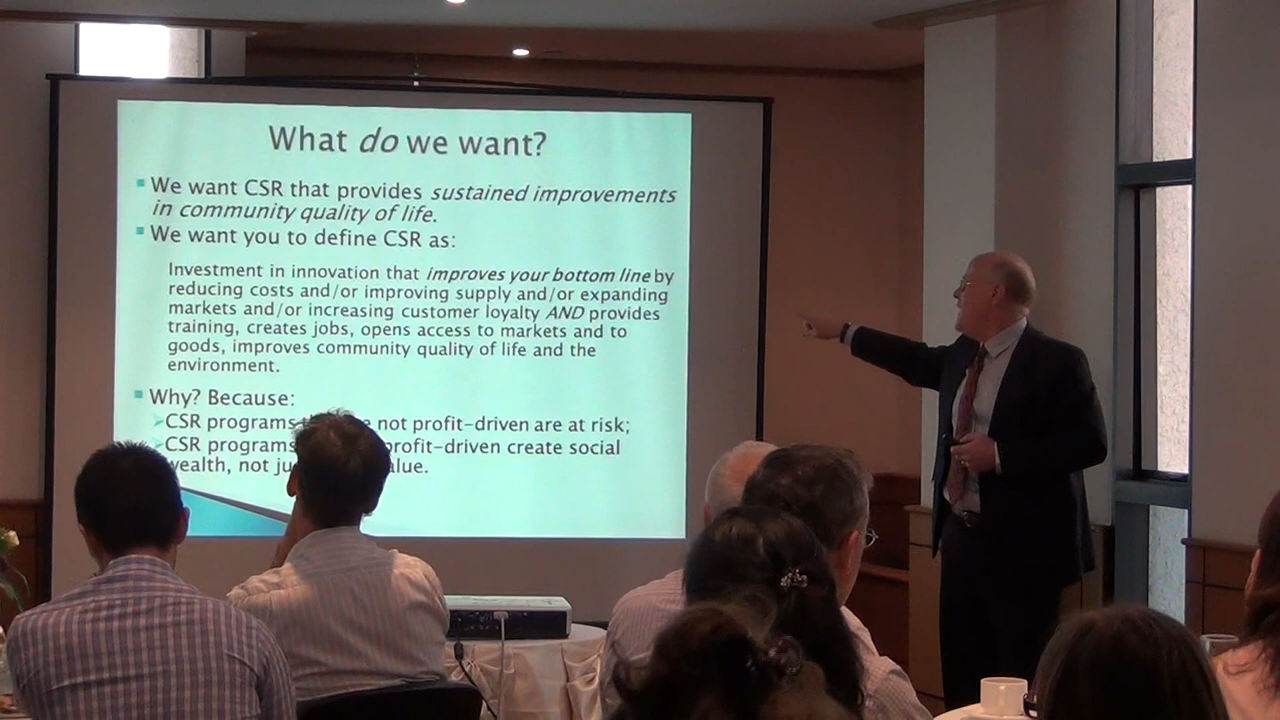 What do we want?
We want CSR that provides sustained improvements
in community quality of life.
We want you to define CSR as:
Investment in innovation that improves your bottom line by
reducing costs and/or improving supply and/or expanding
markets and/or increasing customer loyalty AND provides
training, creates jobs, opens access to markets and to
goods, improves community quality of life and the
environment.
Why? Because:
CSR programs not profit-driven are at risk;
CSR programs profit-driven create social
wealth, not